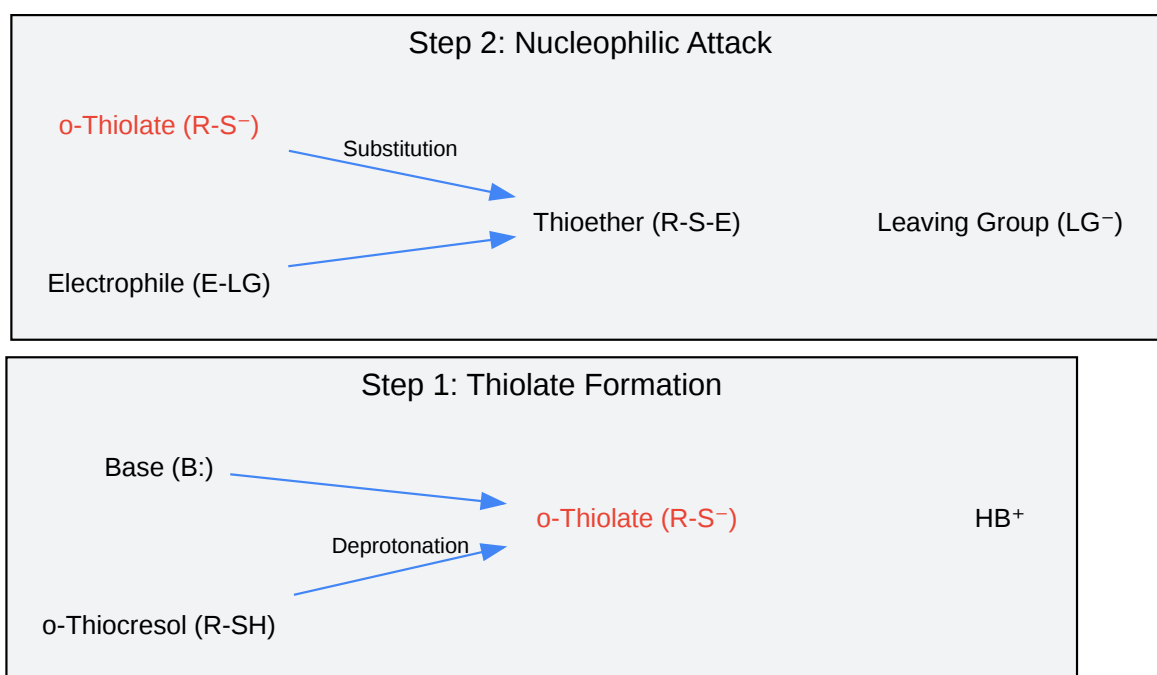 Step 2: Nucleophilic Attack
o-Thiolate (R-S⁻)
Substitution
Thioether (R-S-E)
Leaving Group (LG⁻)
Electrophile (E-LG)
Step 1: Thiolate Formation
Base (B:)
o-Thiolate (R-S⁻)
HB⁺
Deprotonation
o-Thiocresol (R-SH)